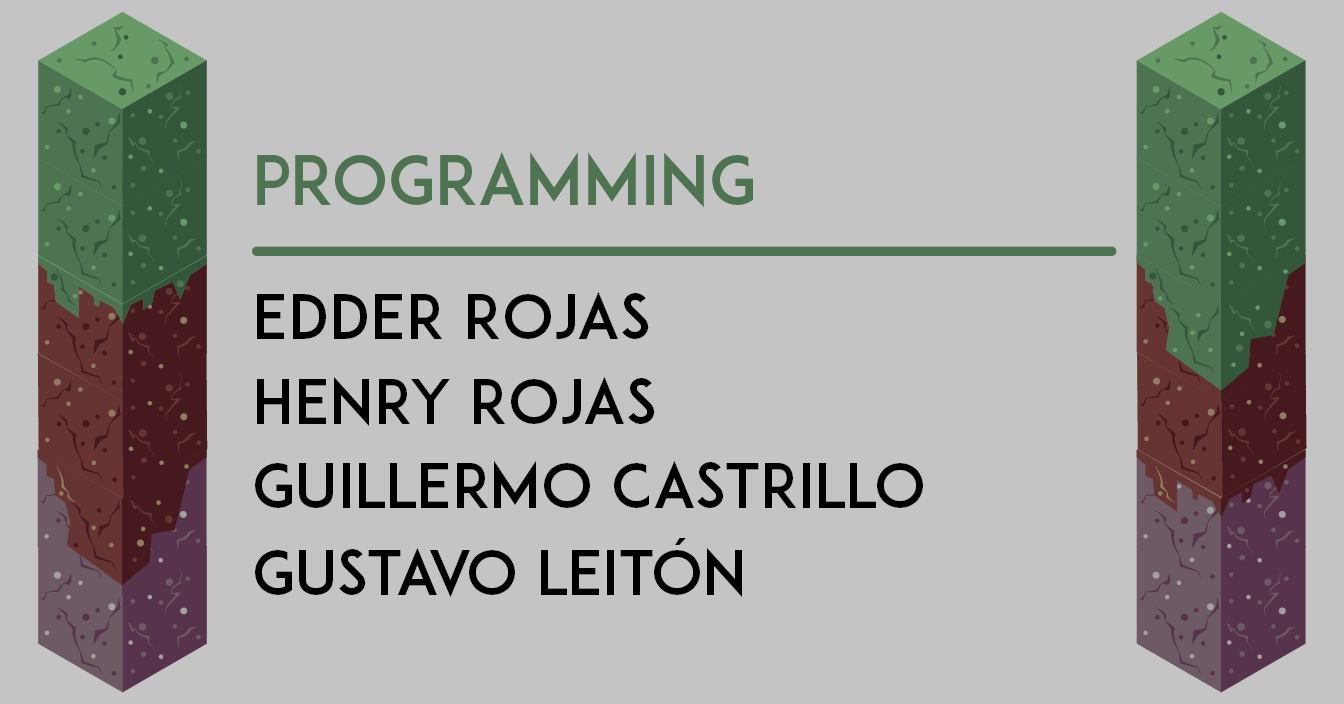 PROGRAMMING
EDDER ROJAS
HENRY ROJAS
GUILLERMO CASTRILLO
GUSTAVO LEITÓN